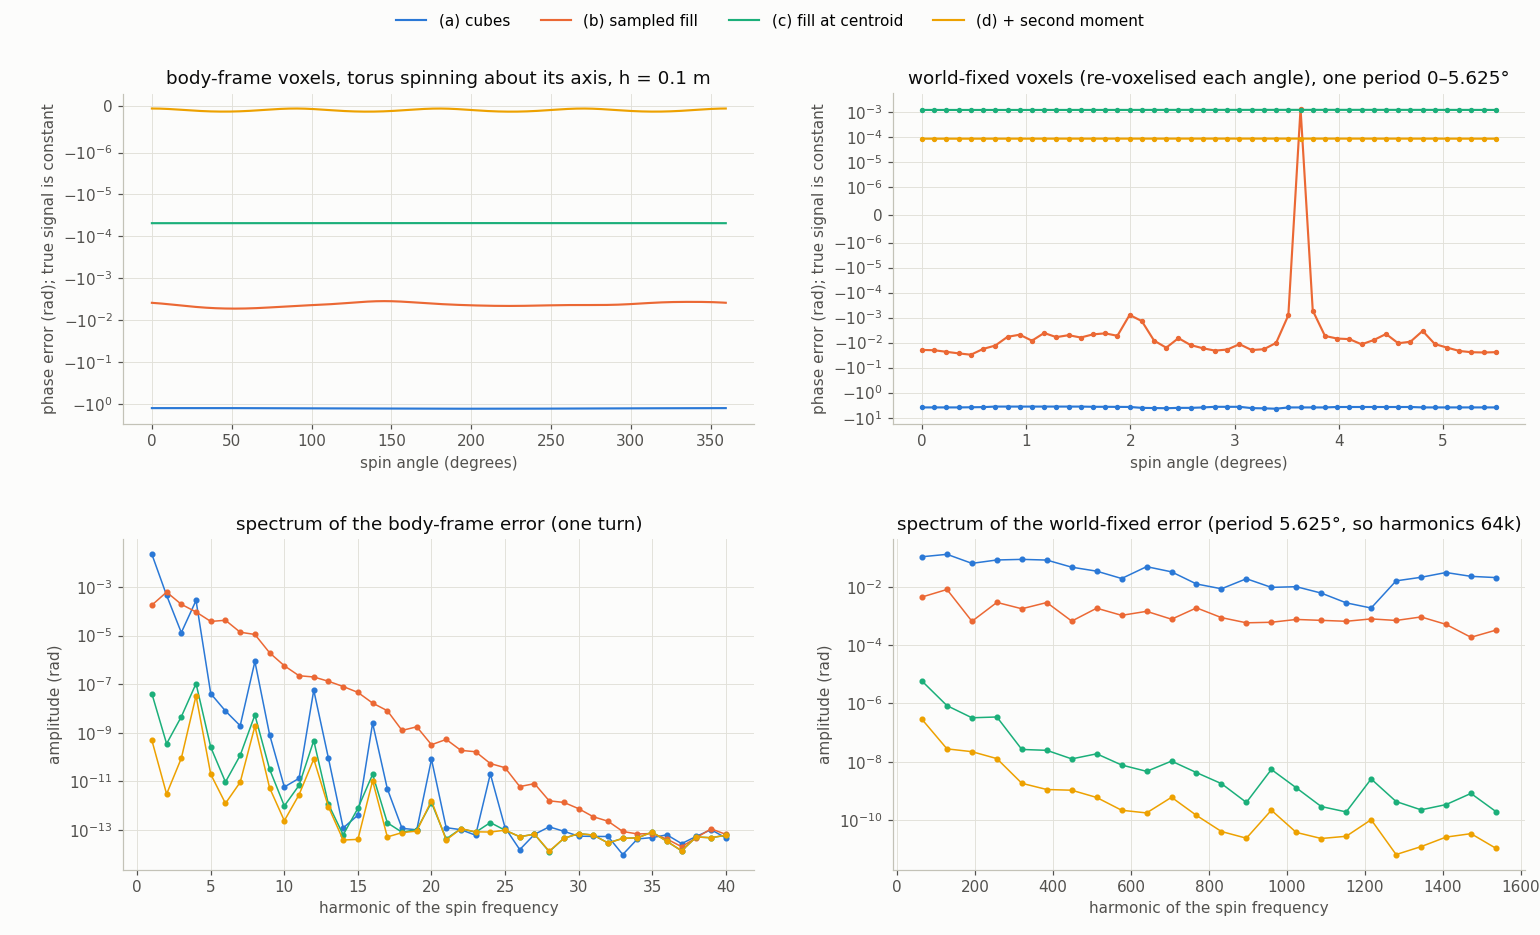 (a) cubes (b) sampled fill (c) fill at centroid (d) + second moment
body-frame voxels, torus spinning about its axis, h = 0.1 m
phase error (rad); true signal is constant
0
−10⁻⁶
−10⁻⁵
−10⁻⁴
−10⁻³
−10⁻²
−10⁻¹
−10⁰
0 50 100 150 200 250 300 350
spin angle (degrees)
world-fixed voxels (re-voxelised each angle), one period 0–5.625°
phase error (rad); true signal is constant
10⁻³
10⁻⁴
10⁻⁵
10⁻⁶
0
−10⁻⁶
−10⁻⁵
−10⁻⁴
−10⁻³
−10⁻²
−10⁻¹
−10⁰
−10¹
0 1 2 3 4 5
spin angle (degrees)
spectrum of the body-frame error (one turn)
amplitude (rad)
10⁻³
10⁻⁵
10⁻⁷
10⁻⁹
10⁻¹¹
10⁻¹³
0 5 10 15 20 25 30 35 40
harmonic of the spin frequency
spectrum of the world-fixed error (period 5.625°, so harmonics 64k)
amplitude (rad)
10⁻²
10⁻⁴
10⁻⁶
10⁻⁸
10⁻¹⁰
0 200 400 600 800 1000 1200 1400 1600
harmonic of the spin frequency